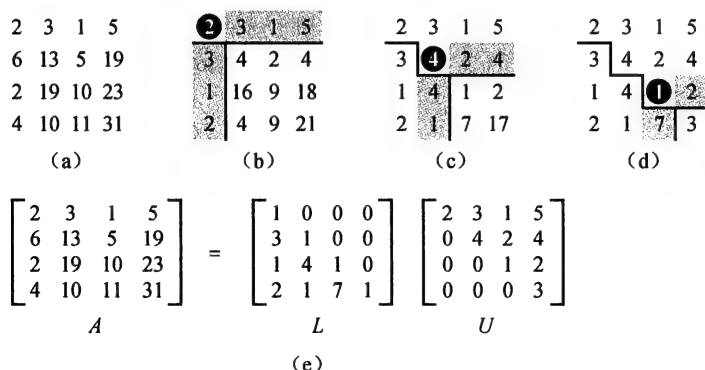 2 3 1 5 2 3 1 5 2 3 1 5 2 3 1 5
6 13 5 19 3 4 2 4 3 4 2 4 3 4 2 4
2 19 10 23 1 16 9 18 1 4 1 2 1 4 1 2
4 10 11 31 2 4 9 21 2 1 7 17 2 1 7 3
(a) (b) (c) (d)
2 3 1 5 1 0 0 0 2 3 1 5
6 13 5 19 3 1 0 0 0 4 2 4
=
2 19 10 23 1 4 1 0 0 0 1 2
4 10 11 31 2 1 7 1 0 0 0 3
A L U
(e)